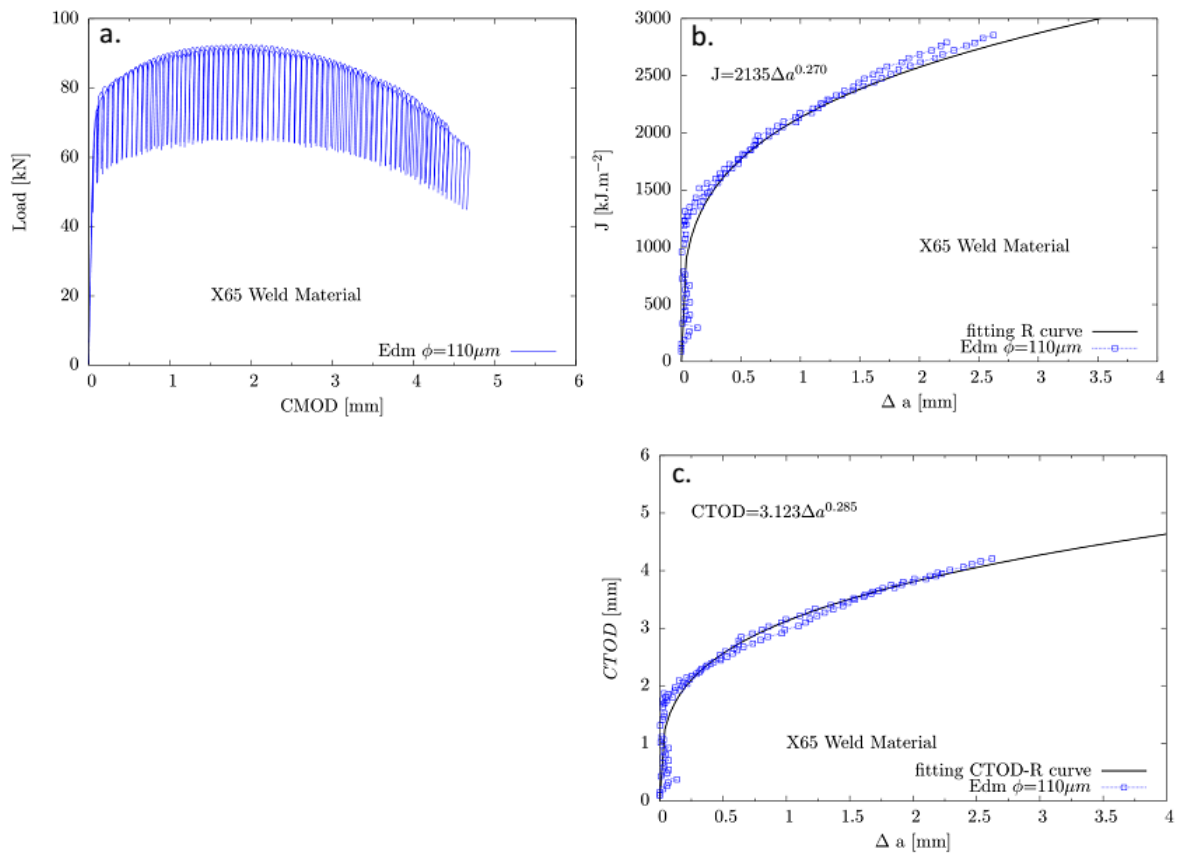 a.
100
80
60
40
20
0
Load [kN]
X65 Weld Material
Edm ϕ=110μm
0 1 2 3 4 5 6
CMOD [mm]
b.
3000
2500
2000
1500
1000
500
0
J [kJ.m⁻²]
J=2135Δa^0.270
X65 Weld Material
fitting R curve
Edm ϕ=110μm
0 0.5 1 1.5 2 2.5 3 3.5 4
Δ a [mm]
c.
6
5
4
3
2
1
0
CTOD [mm]
CTOD=3.123Δa^0.285
X65 Weld Material
fitting CTOD-R curve
Edm ϕ=110μm
0 0.5 1 1.5 2 2.5 3 3.5 4
Δ a [mm]